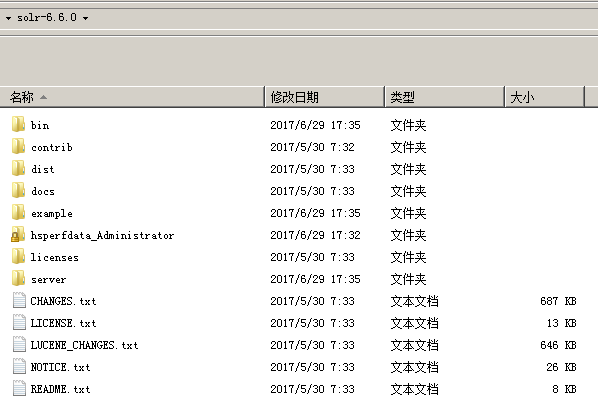 solr-6.6.0
名称 修改日期 类型 大小
bin 2017/6/29 17:35 文件夹
contrib 2017/5/30 7:32 文件夹
dist 2017/5/30 7:33 文件夹
docs 2017/5/30 7:33 文件夹
example 2017/6/29 17:35 文件夹
hsperfdata_Administrator 2017/6/29 17:32 文件夹
licenses 2017/5/30 7:33 文件夹
server 2017/6/29 17:35 文件夹
CHANGES.txt 2017/5/30 7:33 文本文档 687 KB
LICENSE.txt 2017/5/30 7:33 文本文档 13 KB
LUCENE_CHANGES.txt 2017/5/30 7:33 文本文档 646 KB
NOTICE.txt 2017/5/30 7:33 文本文档 26 KB
README.txt 2017/5/30 7:33 文本文档 8 KB